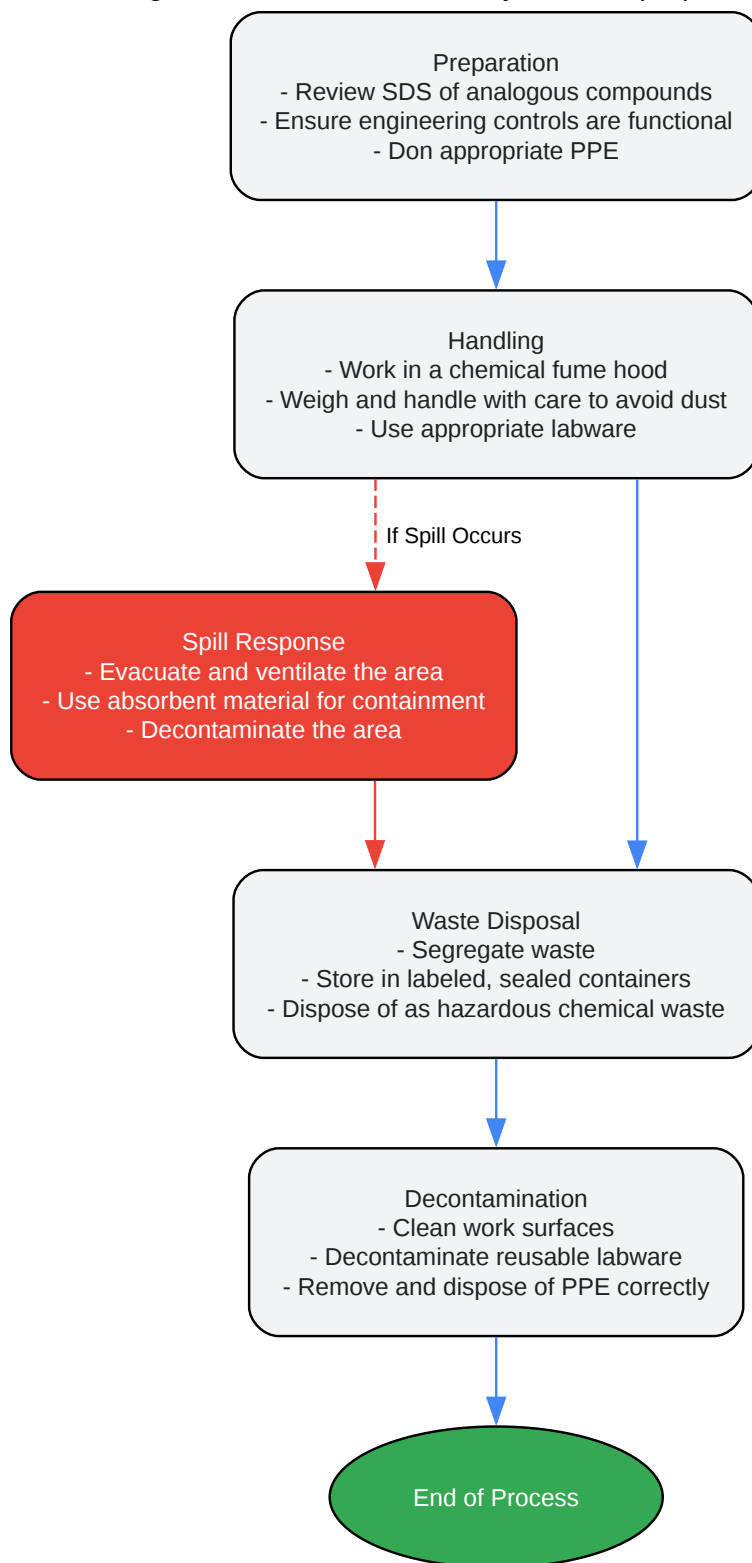 Preparation
- Review SDS of analogous compounds
- Ensure engineering controls are functional
- Don appropriate PPE
Handling
- Work in a chemical fume hood
- Weigh and handle with care to avoid dust
- Use appropriate labware
If Spill Occurs
Spill Response
- Evacuate and ventilate the area
- Use absorbent material for containment
- Decontaminate the area
Waste Disposal
- Segregate waste
- Store in labeled, sealed containers
- Dispose of as hazardous chemical waste
Decontamination
- Clean work surfaces
- Decontaminate reusable labware
- Remove and dispose of PPE correctly
End of Process